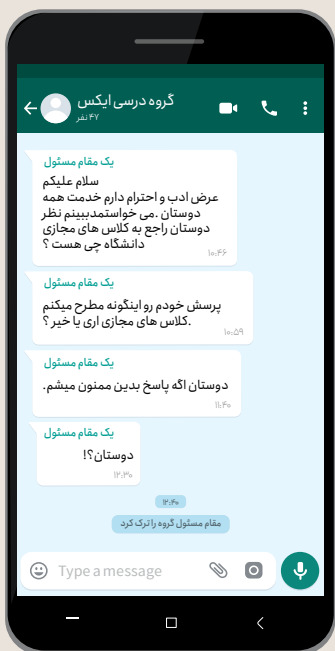 گروه درسی ایکس
۴۷ نفر
یک مقام مسئول
سلام علیکم
عرض ادب و احترام دارم خدمت همه
دوستان .می خواستمدببینم نظر
دوستان راجع به کلاس های مجازی
دانشگاه چی هست ؟
۱۰:۴۶
یک مقام مسئول
پرسش خودم رو اینگونه مطرح میکنم
.کلاس های مجازی اری یا خیر ؟
۱۰:۵۹
یک مقام مسئول
دوستان اگه پاسخ بدین ممنون میشم.
۱۱:۴۰
یک مقام مسئول
دوستان؟!
۱۲:۳۰
۱۲:۴۰
مقام مسئول گروه را ترک کرد
Type a message